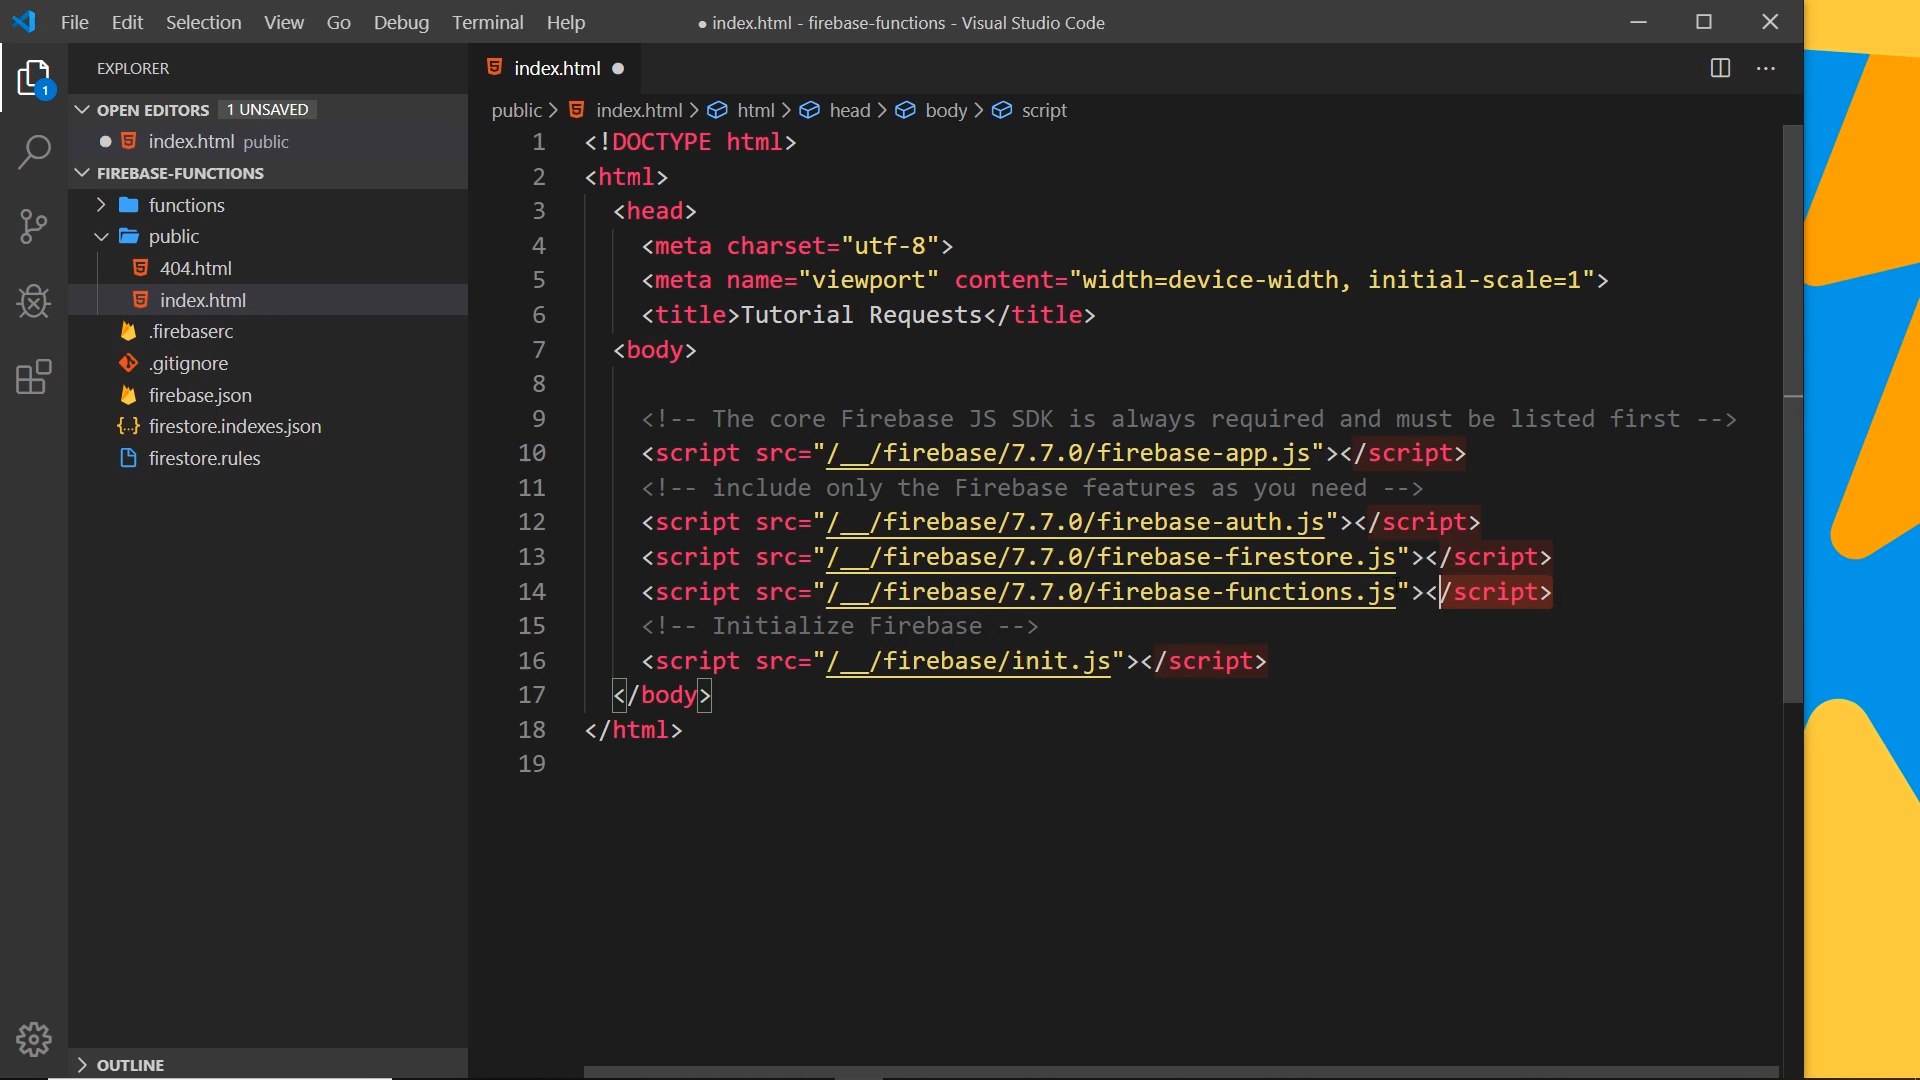 File Edit Selection View Go Debug Terminal Help
● index.html - firebase-functions - Visual Studio Code
1
EXPLORER
OPEN EDITORS 1 UNSAVED
index.html public
FIREBASE-FUNCTIONS
functions
public
404.html
index.html
.firebaserc
.gitignore
firebase.json
firestore.indexes.json
firestore.rules
OUTLINE
index.html
public > index.html > html > head > body > script
1 <!DOCTYPE html>
2 <html>
3 <head>
4 <meta charset="utf-8">
5 <meta name="viewport" content="width=device-width, initial-scale=1">
6 <title>Tutorial Requests</title>
7 <body>
8
9 <!-- The core Firebase JS SDK is always required and must be listed first -->
10 <script src="/__/firebase/7.7.0/firebase-app.js"></script>
11 <!-- include only the Firebase features as you need -->
12 <script src="/__/firebase/7.7.0/firebase-auth.js"></script>
13 <script src="/__/firebase/7.7.0/firebase-firestore.js"></script>
14 <script src="/__/firebase/7.7.0/firebase-functions.js"></script>
15 <!-- Initialize Firebase -->
16 <script src="/__/firebase/init.js"></script>
17 </body>
18 </html>
19